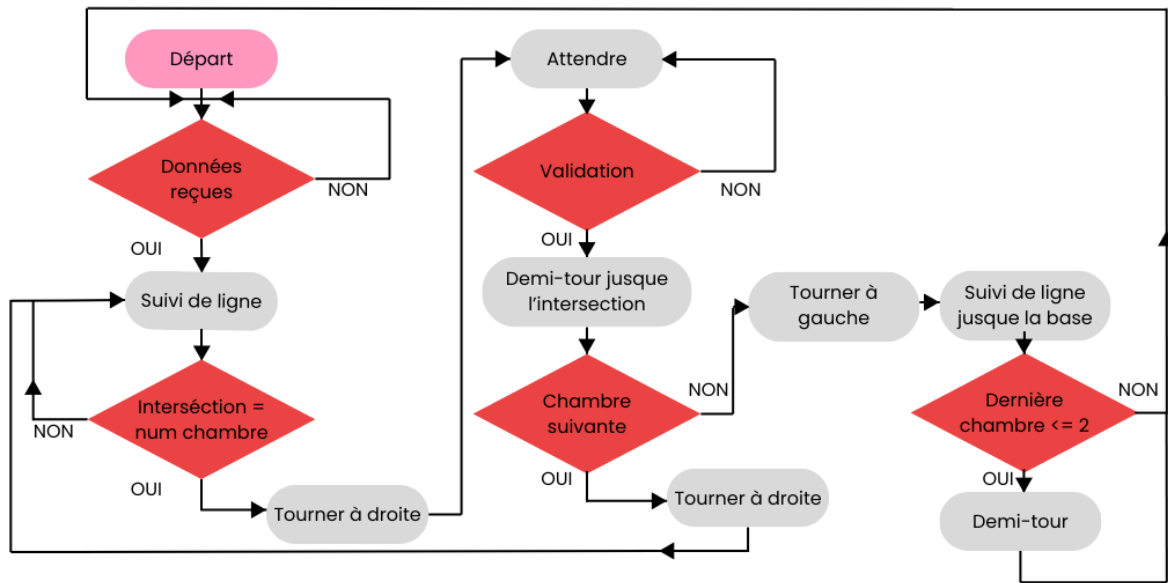 Départ
Données
reçues
NON
OUI
Suivi de ligne
Interséction =
num chambre
NON
OUI
Tourner à droite
Attendre
Validation
NON
OUI
Demi-tour jusque
l'intersection
Chambre
suivante
NON
OUI
Tourner à droite
Tourner à
gauche
Suivi de ligne
jusque la base
Dernière
chambre <= 2
NON
OUI
Demi-tour